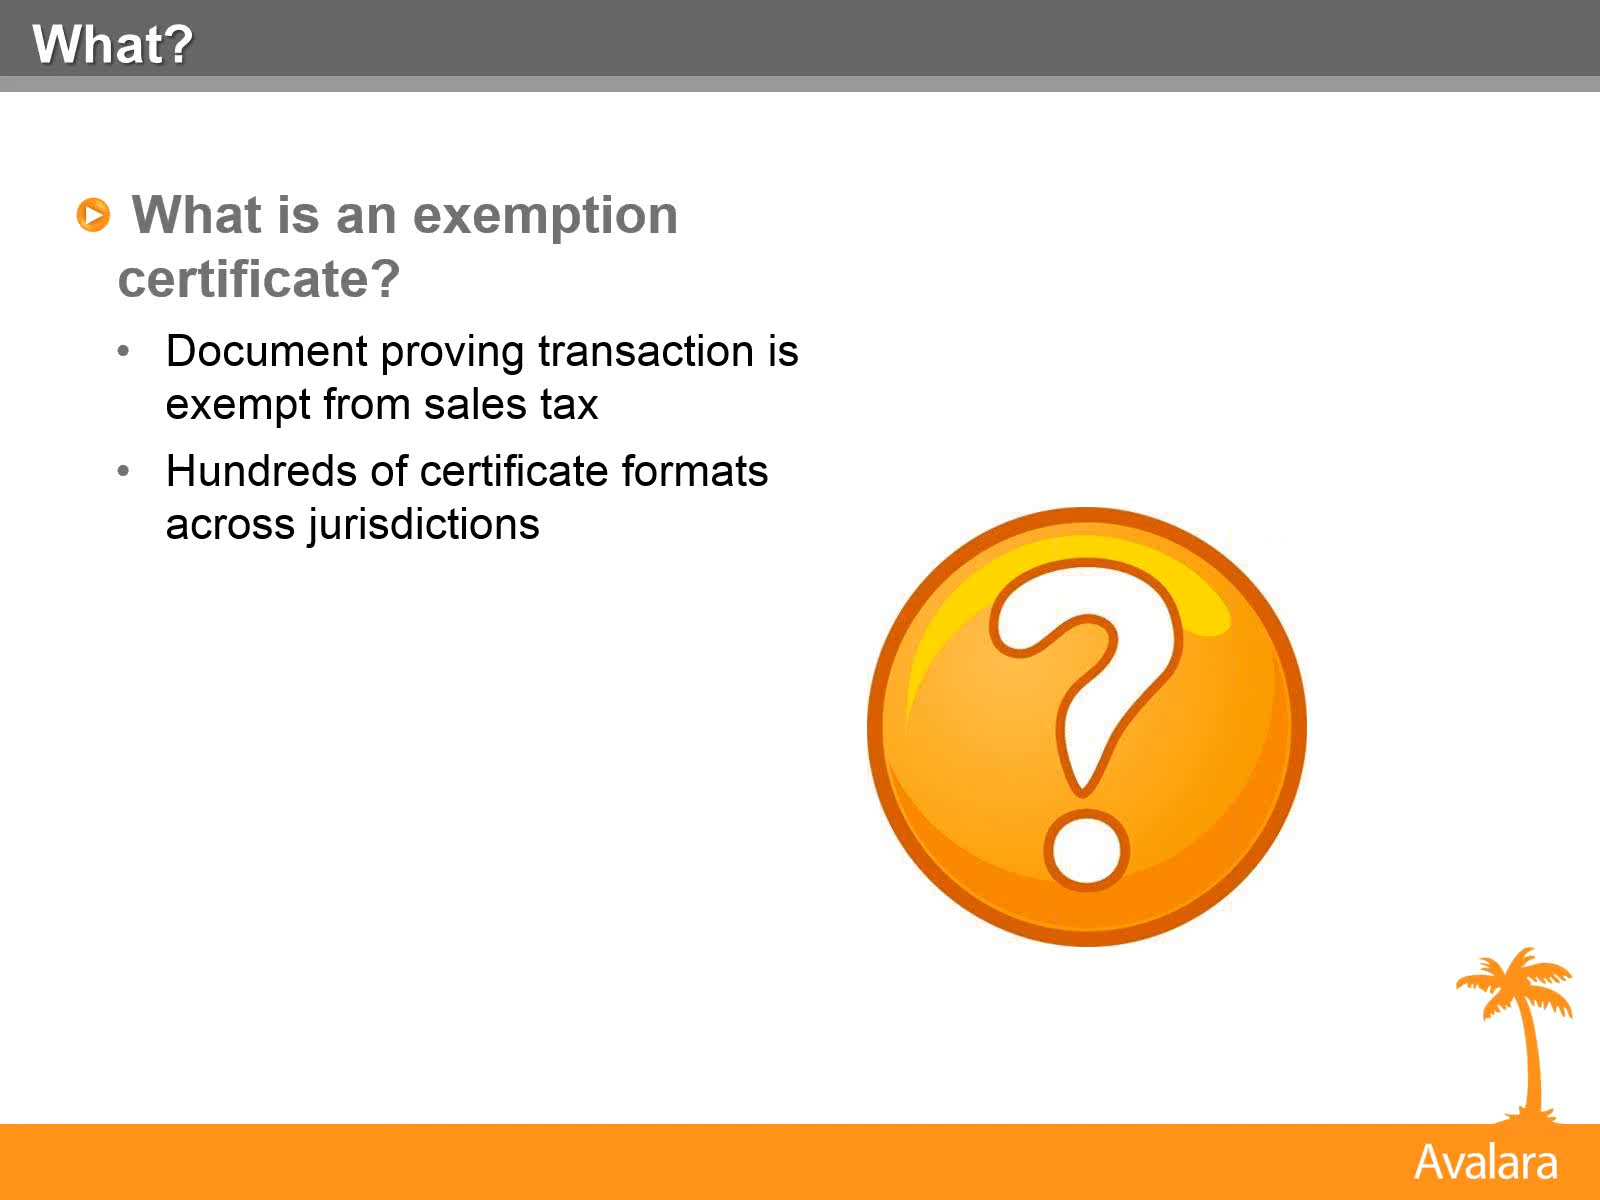 What?
What is an exemption
certificate?
• Document proving transaction is
exempt from sales tax
• Hundreds of certificate formats
across jurisdictions
?
Avalara